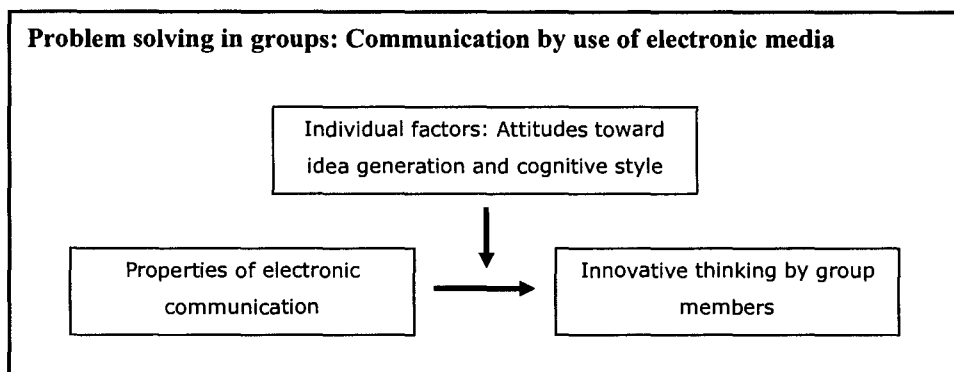 Problem solving in groups: Communication by use of electronic media
Individual factors: Attitudes toward
idea generation and cognitive style
Properties of electronic
communication
Innovative thinking by group
members